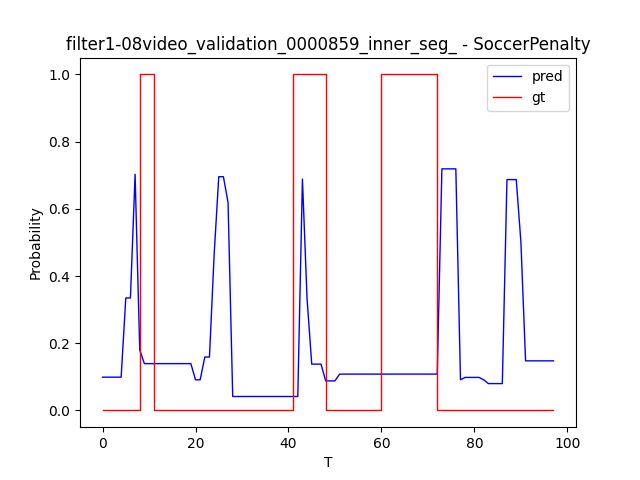 filter1-08video_validation_0000859_inner_seg_ - SoccerPenalty
pred
gt
1.0
0.8
0.6
0.4
0.2
0.0
Probability
0
20
40
60
80
100
T